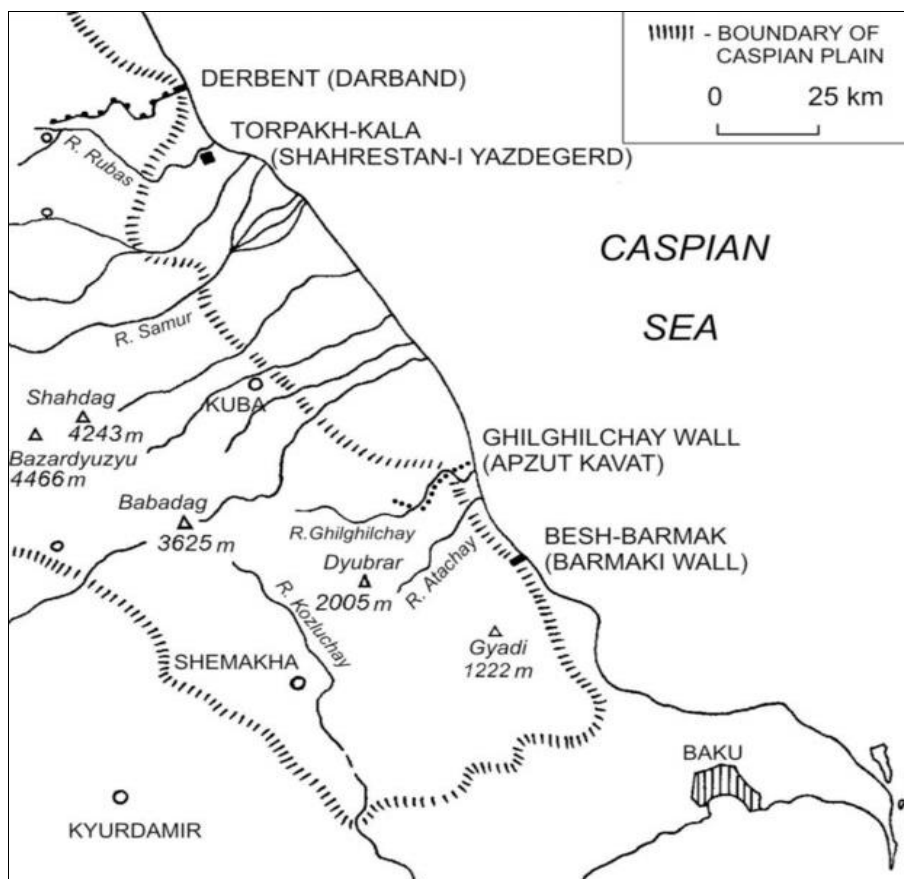 - BOUNDARY OF
CASPIAN PLAIN
0 25 km
DERBENT (DARBAND)
TORPAKH-KALA
(SHAHRESTAN-I YAZDEGERD)
R. Rubas
CASPIAN
SEA
R. Samur
Shahdag
4243 m
KUBA
Bazardyuzyu
4466 m
GHILGHILCHAY WALL
(APZUT KAVAT)
Babadag
3625 m
R.Ghilghilchay
BESH-BARMAK
(BARMAKI WALL)
Dyubrar
2005 m
R. Atachay
R. Kozluchay
Gyadi
1222 m
SHEMAKHA
BAKU
KYURDAMIR